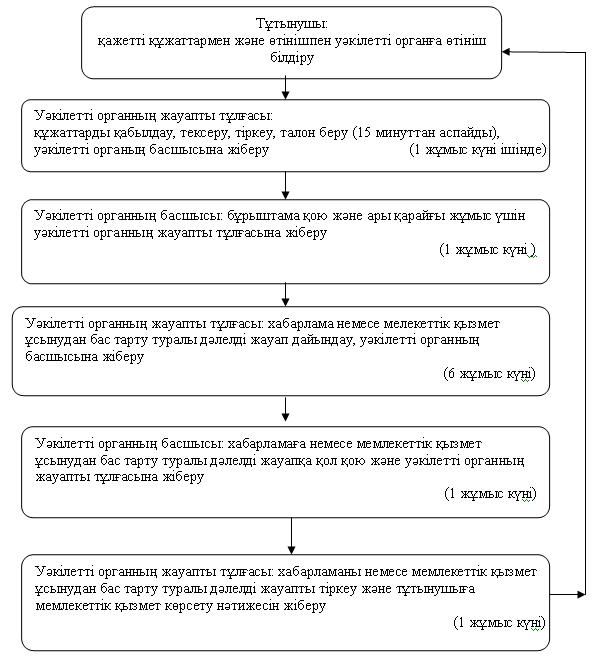 Тұтынушы:
қажетті құжаттармен және өтінішпен уәкілетті органға өтініш
білдіру
Уәкілетті органның жауапты тұлғасы:
құжаттарды қабылдау, тексеру, тіркеу, талон беру (15 минуттан аспайды),
уәкілетті органың басшысына жіберу (1 жұмыс күні ішінде)
Уәкілетті органның басшысы: бұрыштама қою және ары қарайғы жұмыс үшін
уәкілетті органның жауапты тұлғасына жіберу
(1 жұмыс күні )
Уәкілетті органның жауапты тұлғасы: хабарлама немесе мелекеттік қызмет
ұсынудан бас тарту туралы дәлелді жауап дайындау, уәкілетті органның
басшысына жіберу
(6 жұмыс күні)
Уәкілетті органның басшысы: хабарламаға немесе мемлекеттік қызмет
ұсынудан бас тарту туралы дәлелді жауапқа қол қою және уәкілетті органның
жауапты тұлғасына жіберу
(1 жұмыс күні)
Уәкілетті органның жауапты тұлғасы: хабарламаны немесе мемлекеттік қызмет
ұсынудан бас тарту туралы дәлелді жауапты тіркеу және тұтынушыға
мемлекеттік қызмет көрсету нәтижесін жіберу
(1 жұмыс күні)